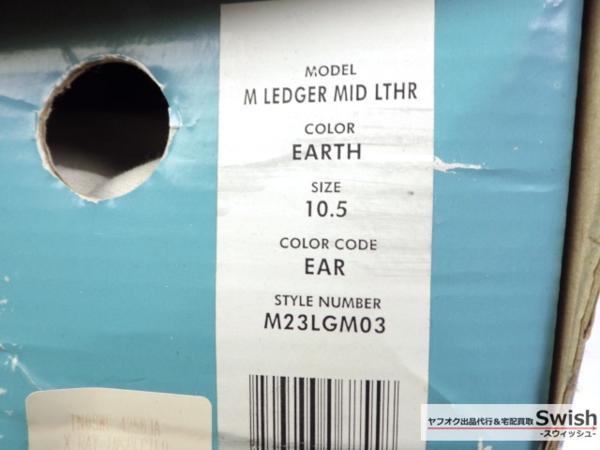 MODEL
M LEDGER MID LTHR
COLOR
EARTH
SIZE
10.5
COLOR CODE
EAR
STYLE NUMBER
M23LGM03
ヤフオク出品代行&宅配買取
Swish
-スウィッシュ-